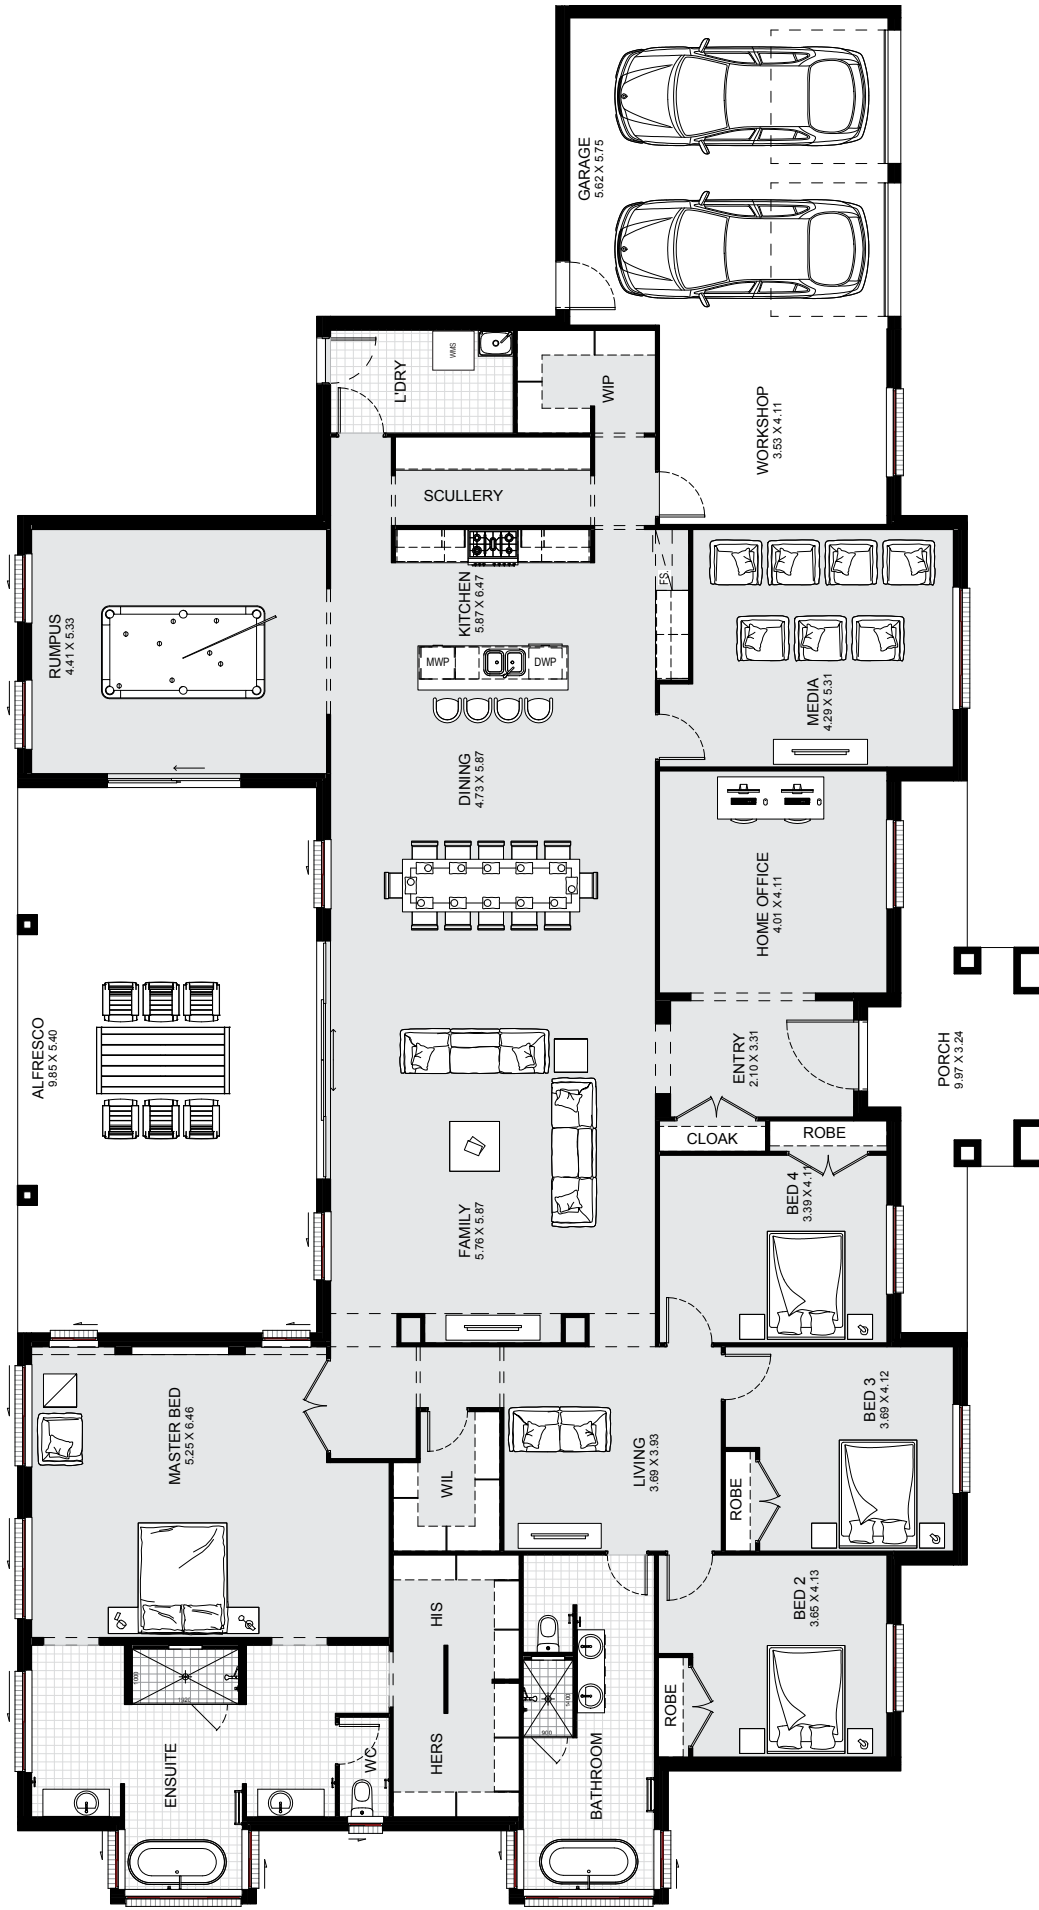 GARAGE
5.62 X 5.75
L'DRY
WMS
WIP
WORKSHOP
3.53 X 4.11
SCULLERY
RUMPUS
4.41 X 5.33
KITCHEN
5.87 X 6.47
FS
MWP
DWP
MEDIA
4.29 X 5.31
DINING
4.73 X 5.87
HOME OFFICE
4.01 X 4.11
ALFRESCO
9.85 X 5.40
ENTRY
2.10 X 3.31
PORCH
9.97 X 3.24
CLOAK
ROBE
BED 4
3.39 X 4.11
FAMILY
5.76 X 5.87
MASTER BED
5.25 X 6.46
WIL
LIVING
3.69 X 3.93
BED 3
3.69 X 4.12
ROBE
HIS
HERS
BED 2
3.65 X 4.13
ROBE
1000
900
1400
ENSUITE
WC
BATHROOM